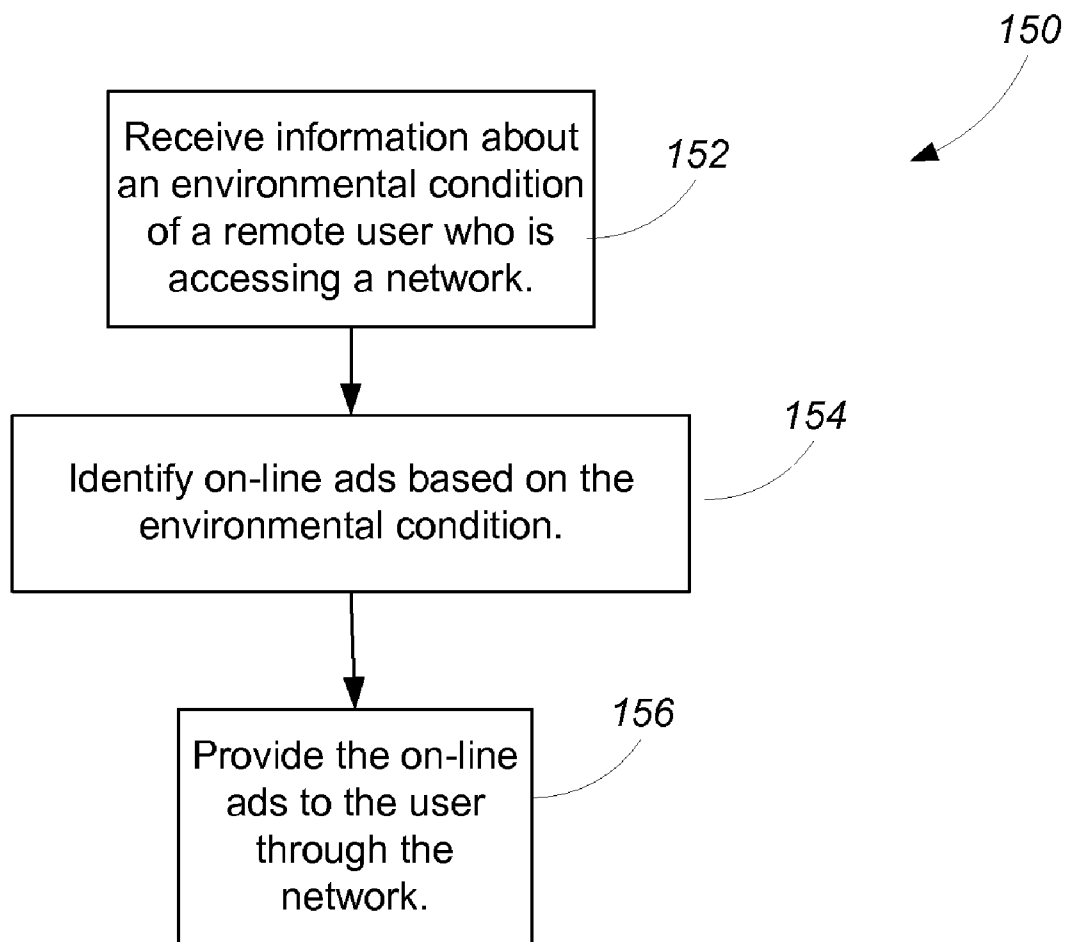 150
Receive information about
an environmental condition
of a remote user who is
accessing a network.
152
154
Identify on-line ads based on the
environmental condition.
156
Provide the on-line
ads to the user
through the
network.